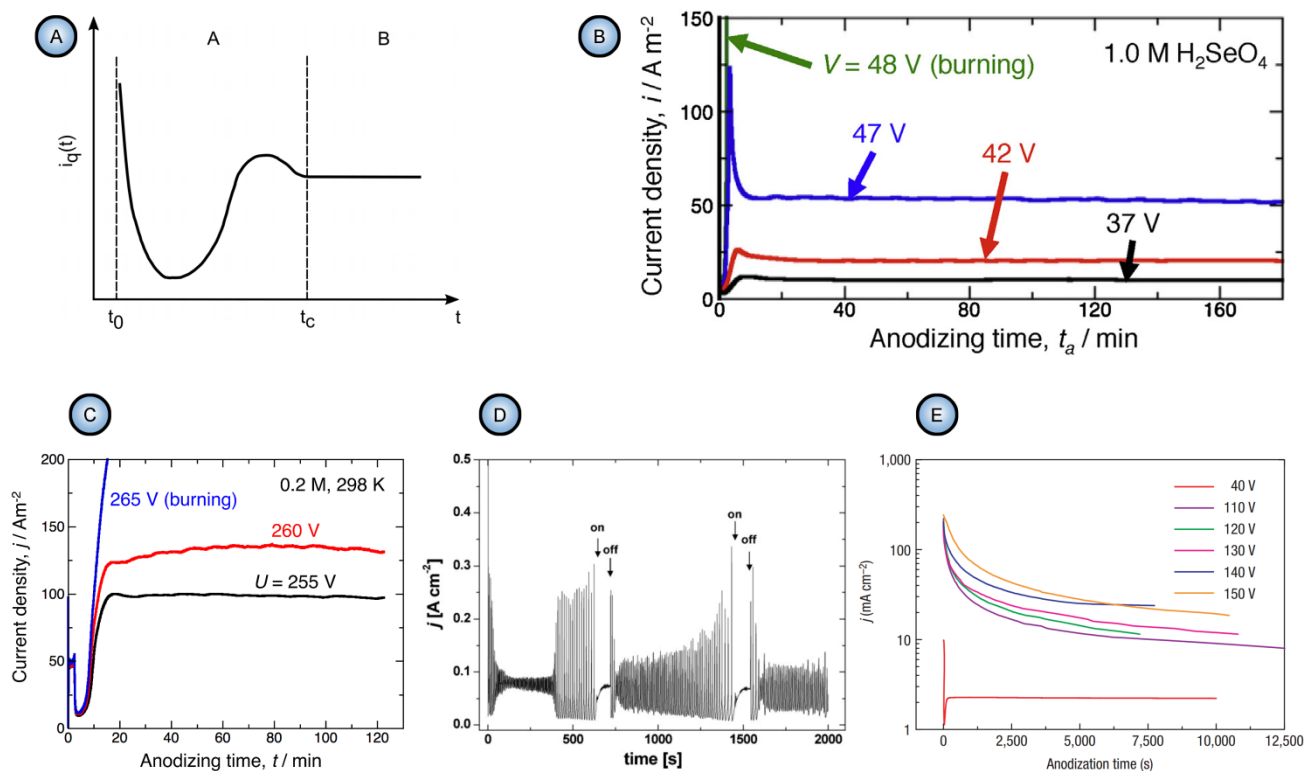 A
A
B
i_q(t)
t_0
t_c
t
B
150
100
50
0
Current density, i / A m⁻²
V = 48 V (burning)
1.0 M H₂SeO₄
47 V
42 V
37 V
0
40
80
120
160
Anodizing time, t_a / min
C
200
150
100
50
0
Current density, j / Am⁻²
0.2 M, 298 K
265 V (burning)
260 V
U = 255 V
0
20
40
60
80
100
120
Anodizing time, t / min
D
0.5
0.4
0.3
0.2
0.1
0.0
j [A cm⁻²]
on
off
on
off
0
500
1000
1500
2000
time [s]
E
1,000
100
10
1
j (mA cm⁻²)
40 V
110 V
120 V
130 V
140 V
150 V
0
2,500
5,000
7,500
10,000
12,500
Anodization time (s)